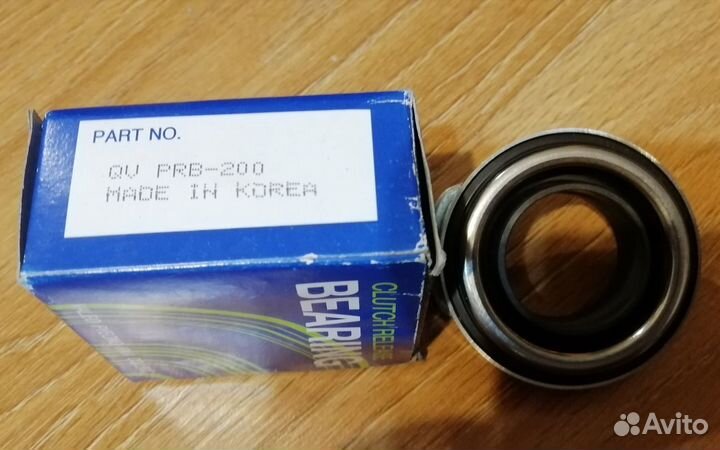 PART NO.
QV PRB-200
MADE IN KOREA
CLUTCH RELEASE
BEARING
Avito